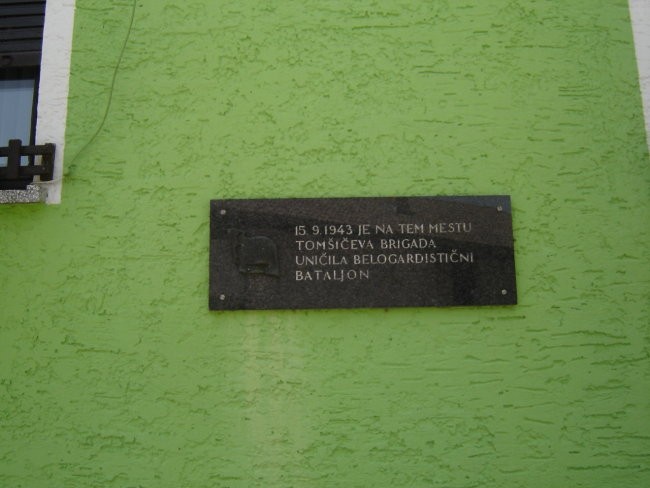 15. 9. 1943 JE NA TEM MESTU
TOMŠIČEVA BRIGADA
UNIČILA BELOGARDISTIČNI
BATALJON